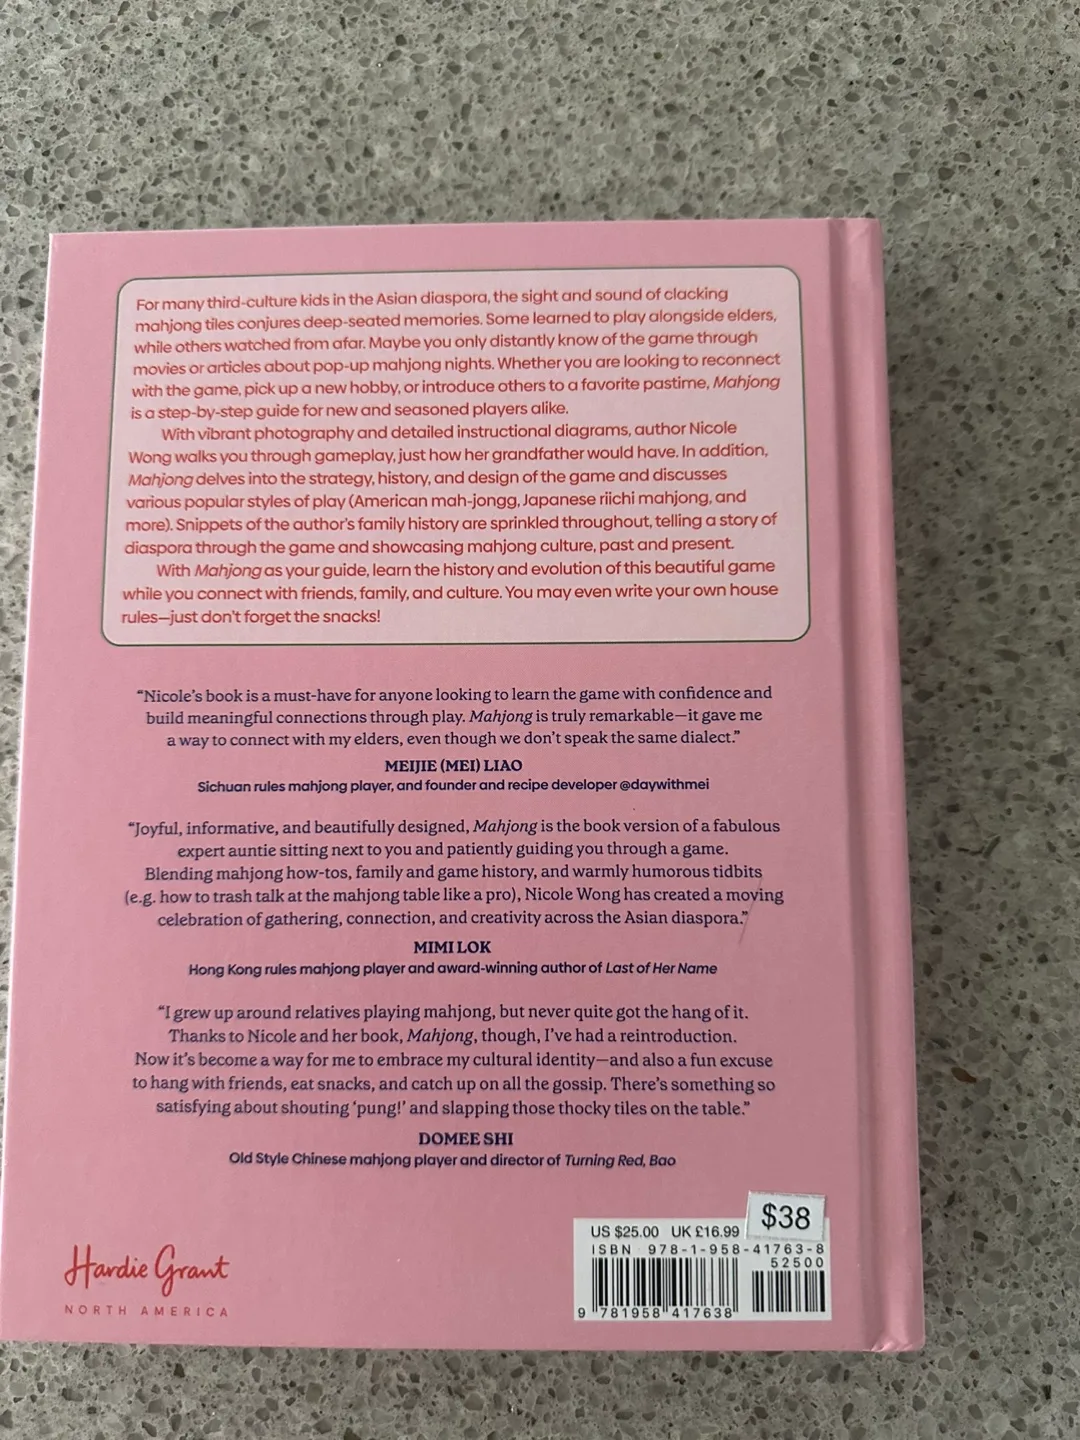 For many third-culture kids in the Asian diaspora, the sight and sound of clacking
mahjong tiles conjures deep-seated memories. Some learned to play alongside elders,
while others watched from afar. Maybe you only distantly know of the game through
movies or articles about pop-up mahjong nights. Whether you are looking to reconnect
with the game, pick up a new hobby, or introduce others to a favorite pastime, Mahjong
is a step-by-step guide for new and seasoned players alike.
With vibrant photography and detailed instructional diagrams, author Nicole
Wong walks you through gameplay, just how her grandfather would have. In addition,
Mahjong delves into the strategy, history, and design of the game and discusses
various popular styles of play (American mah-jongg, Japanese riichi mahjong, and
more). Snippets of the author's family history are sprinkled throughout, telling a story of
diaspora through the game and showcasing mahjong culture, past and present.
With Mahjong as your guide, learn the history and evolution of this beautiful game
while you connect with friends, family, and culture. You may even write your own house
rules—just don't forget the snacks!
“Nicole’s book is a must-have for anyone looking to learn the game with confidence and
build meaningful connections through play. Mahjong is truly remarkable—it gave me
a way to connect with my elders, even though we don’t speak the same dialect.”
MEIJIE (MEI) LIAO
Sichuan rules mahjong player, and founder and recipe developer @daywithmei
“Joyful, informative, and beautifully designed, Mahjong is the book version of a fabulous
expert auntie sitting next to you and patiently guiding you through a game.
Blending mahjong how-tos, family and game history, and warmly humorous tidbits
(e.g. how to trash talk at the mahjong table like a pro), Nicole Wong has created a moving
celebration of gathering, connection, and creativity across the Asian diaspora.”
MIMI LOK
Hong Kong rules mahjong player and award-winning author of Last of Her Name
“I grew up around relatives playing mahjong, but never quite got the hang of it.
Thanks to Nicole and her book, Mahjong, though, I’ve had a reintroduction.
Now it’s become a way for me to embrace my cultural identity—and also a fun excuse
to hang with friends, eat snacks, and catch up on all the gossip. There’s something so
satisfying about shouting ‘pung!’ and slapping those thocky tiles on the table.”
DOMEE SHI
Old Style Chinese mahjong player and director of Turning Red, Bao
$38
US $25.00 UK £16.99
ISBN 978-1-958-41763-8
52500
9 781958 417638
Hardie Grant
NORTH AMERICA